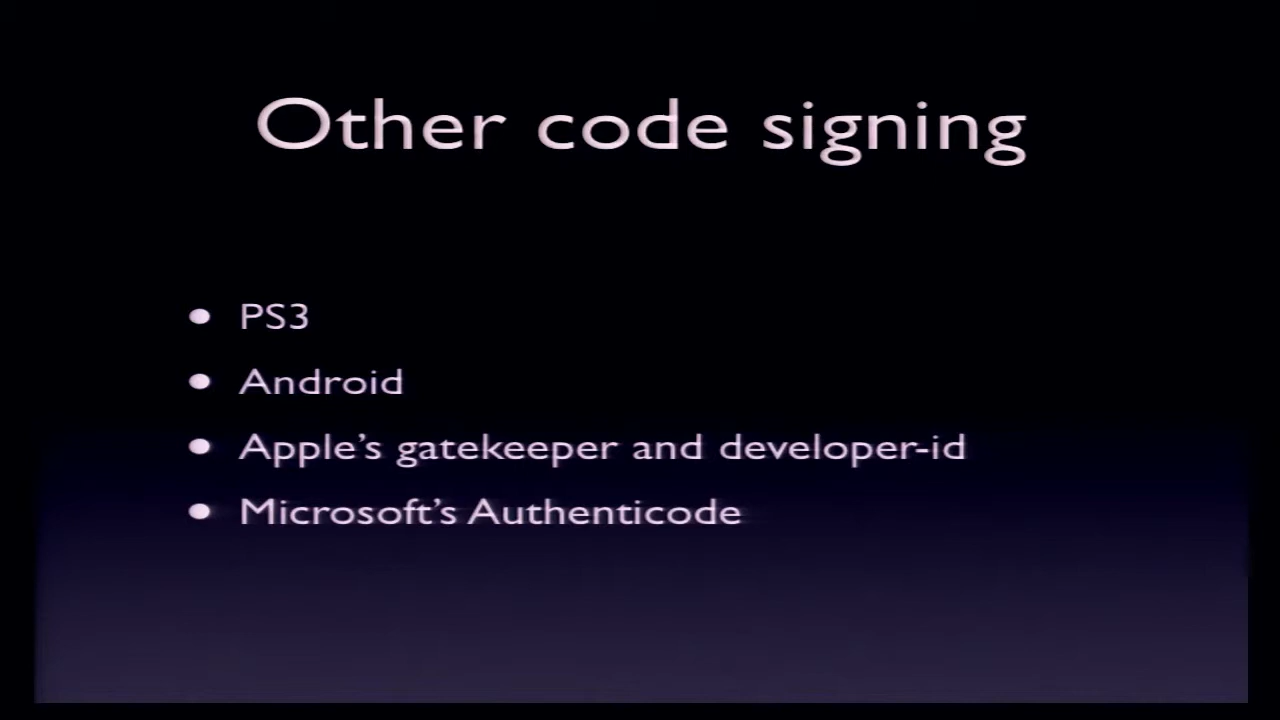 Other code signing
• PS3
• Android
• Apple’s gatekeeper and developer-id
• Microsoft’s Authenticode